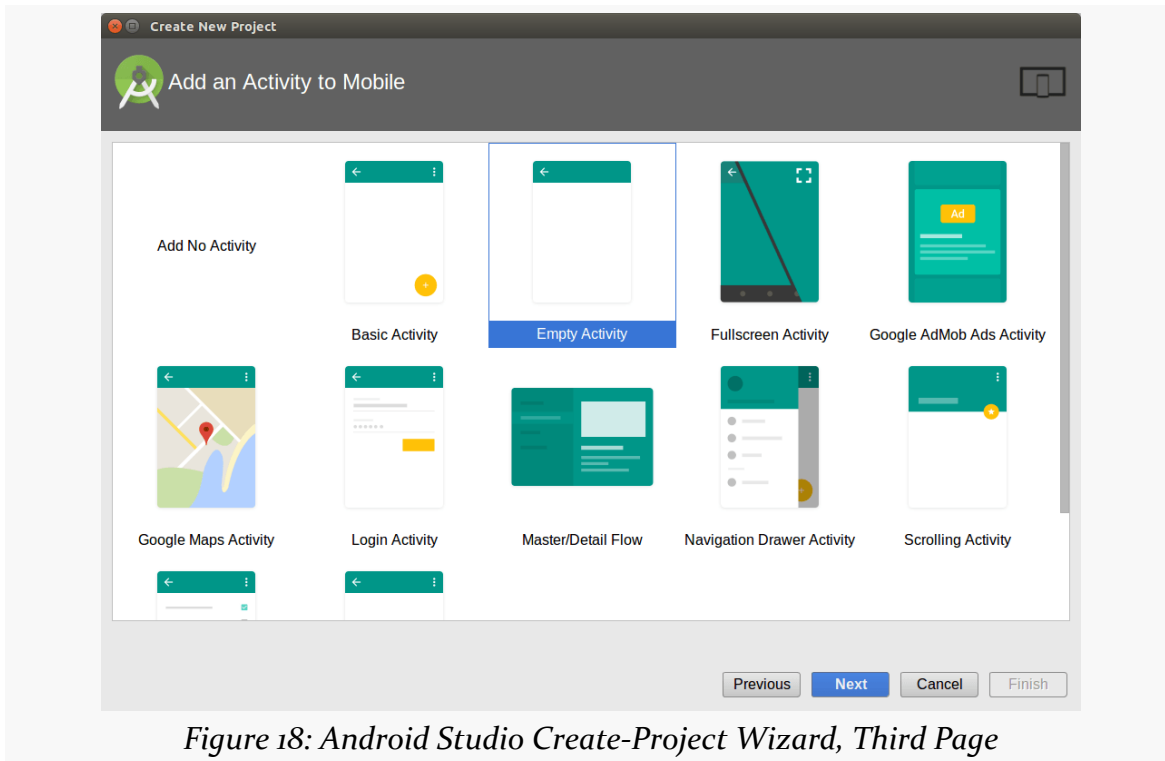 Create New Project
Add an Activity to Mobile
Ad
Add No Activity
Basic Activity
Empty Activity
Fullscreen Activity
Google AdMob Ads Activity
Google Maps Activity
Login Activity
Master/Detail Flow
Navigation Drawer Activity
Scrolling Activity
Previous
Next
Cancel
Finish
Figure 18: Android Studio Create-Project Wizard, Third Page